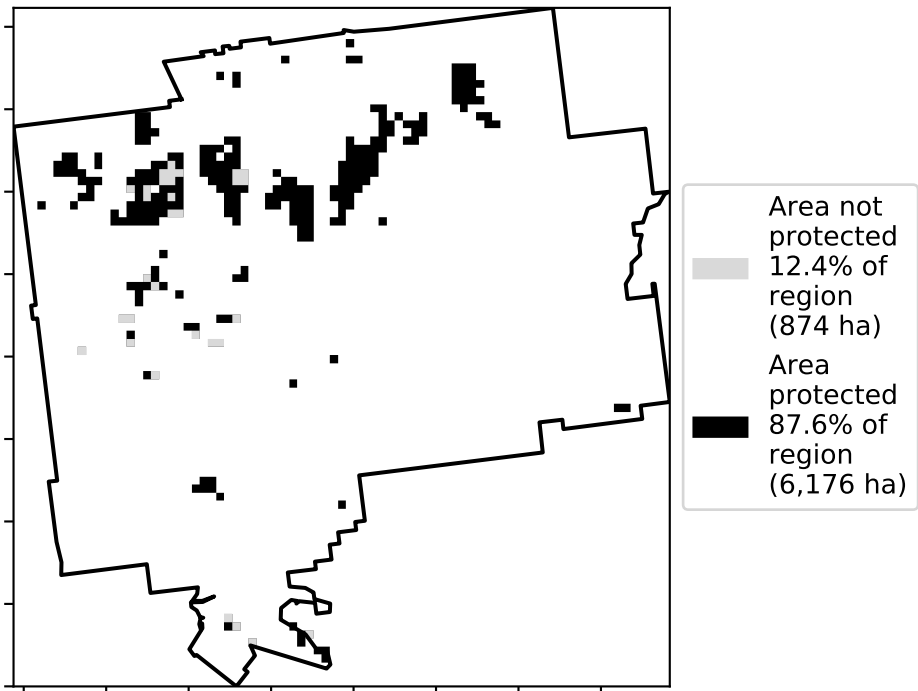 Area not
protected
12.4% of
region
(874 ha)
Area
protected
87.6% of
region
(6,176 ha)